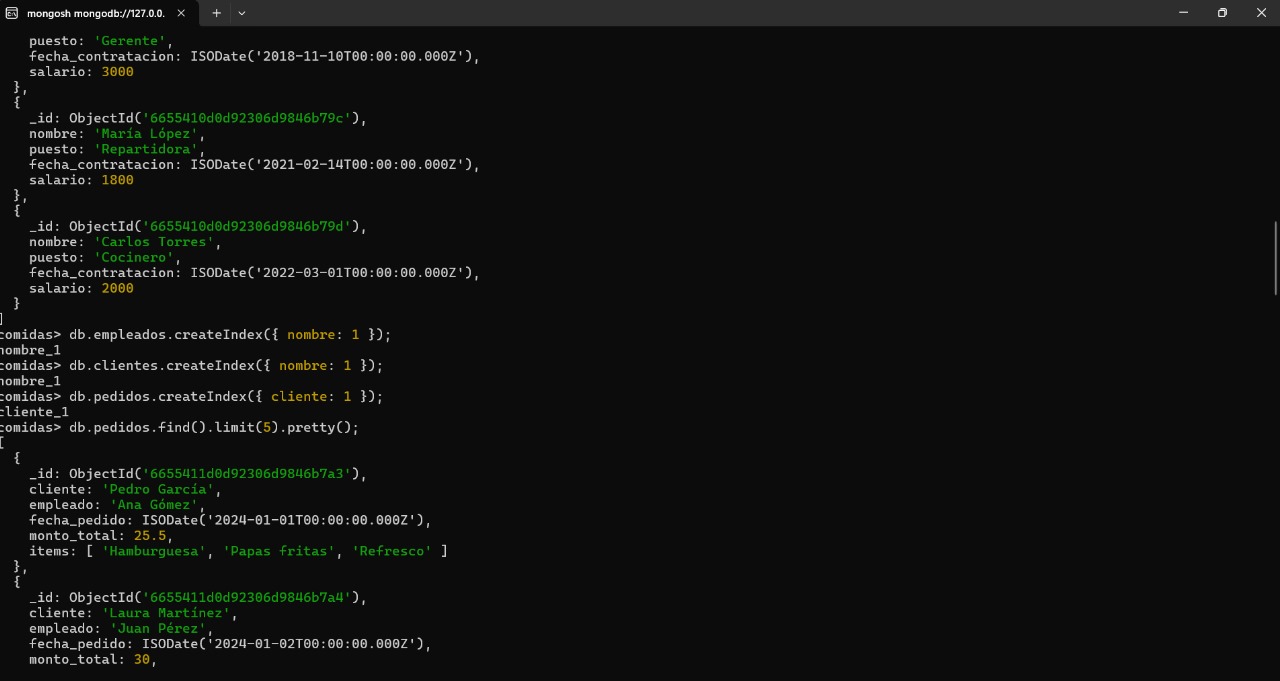 mongosh mongodb://127.0.0.
puesto: 'Gerente',
fecha_contratacion: ISODate('2018-11-10T00:00:00.000Z'),
salario: 3000
},
{
_id: ObjectId('6655410d0d92306d9846b79c'),
nombre: 'María López',
puesto: 'Repartidora',
fecha_contratacion: ISODate('2021-02-14T00:00:00.000Z'),
salario: 1800
},
{
_id: ObjectId('6655410d0d92306d9846b79d'),
nombre: 'Carlos Torres',
puesto: 'Cocinero',
fecha_contratacion: ISODate('2022-03-01T00:00:00.000Z'),
salario: 2000
}
]
comidas> db.empleados.createIndex({ nombre: 1 });
nombre_1
comidas> db.clientes.createIndex({ nombre: 1 });
nombre_1
comidas> db.pedidos.createIndex({ cliente: 1 });
cliente_1
comidas> db.pedidos.find().limit(5).pretty();
[
{
_id: ObjectId('6655411d0d92306d9846b7a3'),
cliente: 'Pedro García',
empleado: 'Ana Gómez',
fecha_pedido: ISODate('2024-01-01T00:00:00.000Z'),
monto_total: 25.5,
items: [ 'Hamburguesa', 'Papas fritas', 'Refresco' ]
},
{
_id: ObjectId('6655411d0d92306d9846b7a4'),
cliente: 'Laura Martínez',
empleado: 'Juan Pérez',
fecha_pedido: ISODate('2024-01-02T00:00:00.000Z'),
monto_total: 30,